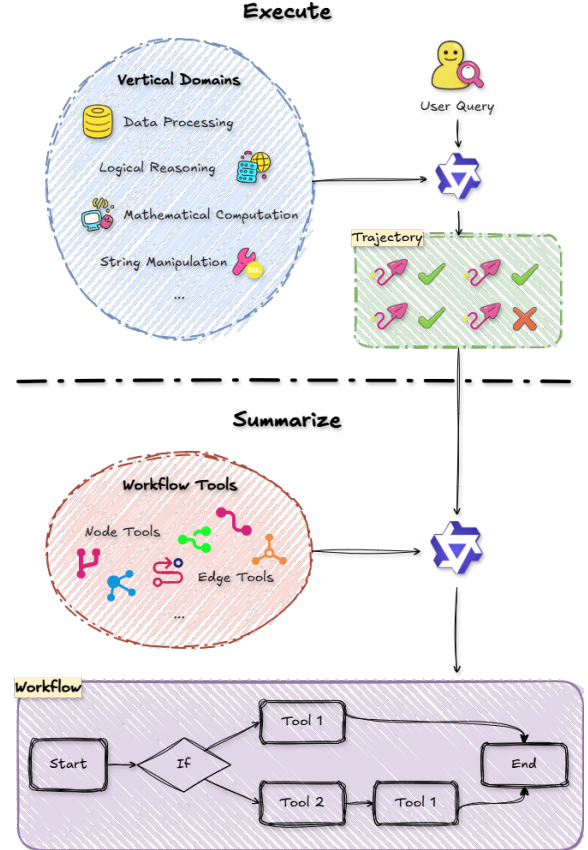 Execute
Vertical Domains
Data Processing
Logical Reasoning
Mathematical Computation
String Manipulation
Str.
...
User Query
Trajectory
Summarize
Workflow Tools
Node Tools
Edge Tools
...
Workflow
Start
If
Tool 1
Tool 2
Tool 1
End